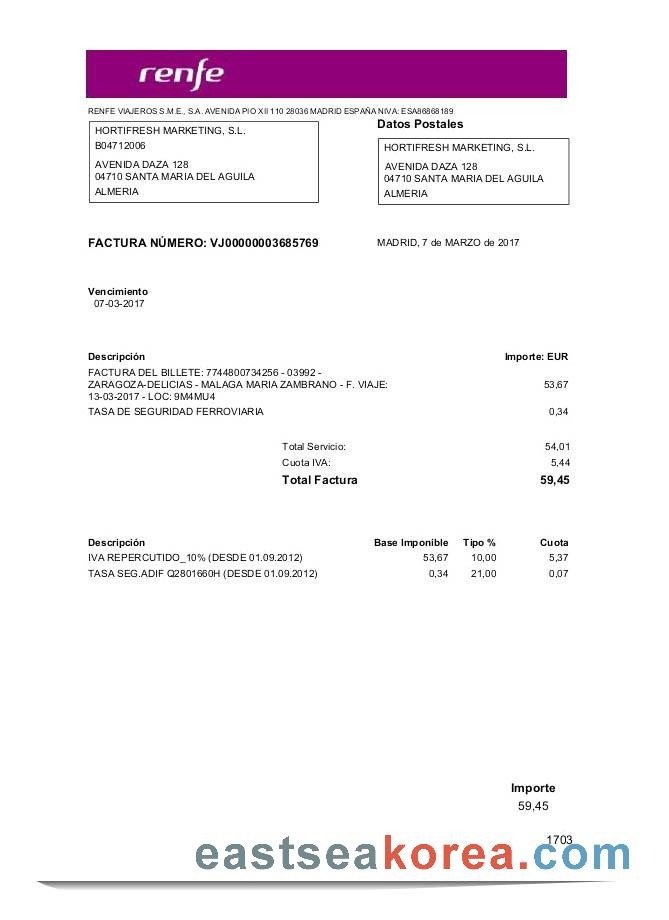 renfe
RENFE VIAJEROS S.M.E., S.A. AVENIDA PIO XII 110 28036 MADRID ESPAÑA NIVA: ESA86868189
HORTIFRESH MARKETING, S.L.
B04712006
AVENIDA DAZA 128
04710 SANTA MARIA DEL AGUILA
ALMERIA
Datos Postales
HORTIFRESH MARKETING, S.L.
AVENIDA DAZA 128
04710 SANTA MARIA DEL AGUILA
ALMERIA
FACTURA NÚMERO: VJ00000003685769
MADRID, 7 de MARZO de 2017
Vencimiento
07-03-2017
Descripción Importe: EUR
FACTURA DEL BILLETE: 7744800734256 - 03992 -
ZARAGOZA-DELICIAS - MALAGA MARIA ZAMBRANO - F. VIAJE: 53,67
13-03-2017 - LOC: 9M4MU4
TASA DE SEGURIDAD FERROVIARIA 0,34
Total Servicio: 54,01
Cuota IVA: 5,44
Total Factura 59,45
Descripción Base Imponible Tipo % Cuota
IVA REPERCUTIDO_10% (DESDE 01.09.2012) 53,67 10,00 5,37
TASA SEG.ADIF Q2801660H (DESDE 01.09.2012) 0,34 21,00 0,07
Importe
59,45
1703
eastseakorea.com